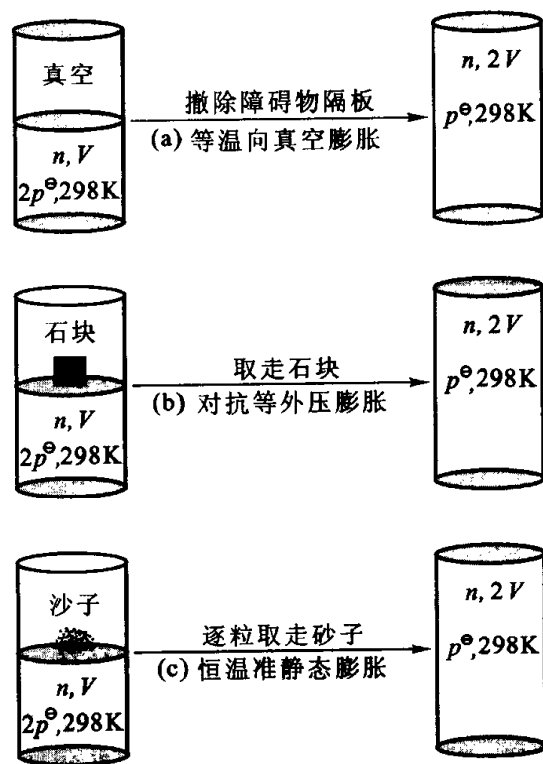 真空
n, V
2p⊖,298K
撤除障碍物隔板
(a) 等温向真空膨胀
n, 2V
p⊖,298K
石块
n, V
2p⊖,298K
取走石块
(b) 对抗等外压膨胀
n, 2V
p⊖,298K
沙子
n, V
2p⊖,298K
逐粒取走砂子
(c) 恒温准静态膨胀
n, 2V
p⊖,298K